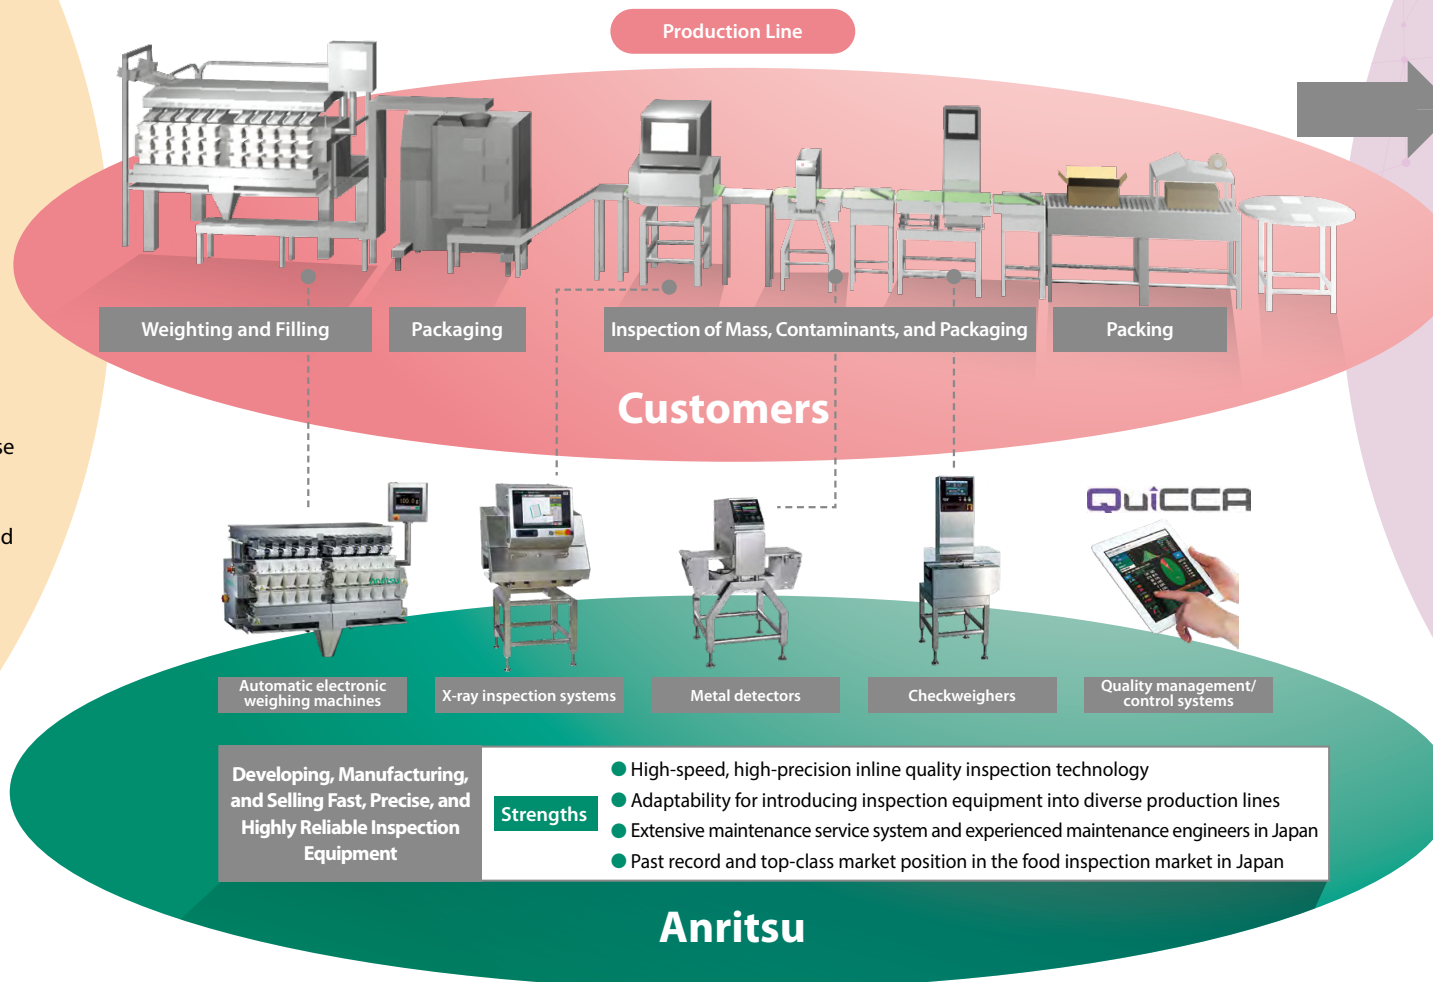 Production Line
Weighting and Filling
Packaging
Inspection of Mass, Contaminants, and Packaging
Packing
Customers
se
d
QuiCCA
100.0
Anritsu
Automatic electronic
weighing machines
X-ray inspection systems
Metal detectors
Checkweighers
Quality management/
control systems
Developing, Manufacturing,
and Selling Fast, Precise, and
Highly Reliable Inspection
Equipment
Strengths
High-speed, high-precision inline quality inspection technology
Adaptability for introducing inspection equipment into diverse production lines
Extensive maintenance service system and experienced maintenance engineers in Japan
Past record and top-class market position in the food inspection market in Japan
Anritsu